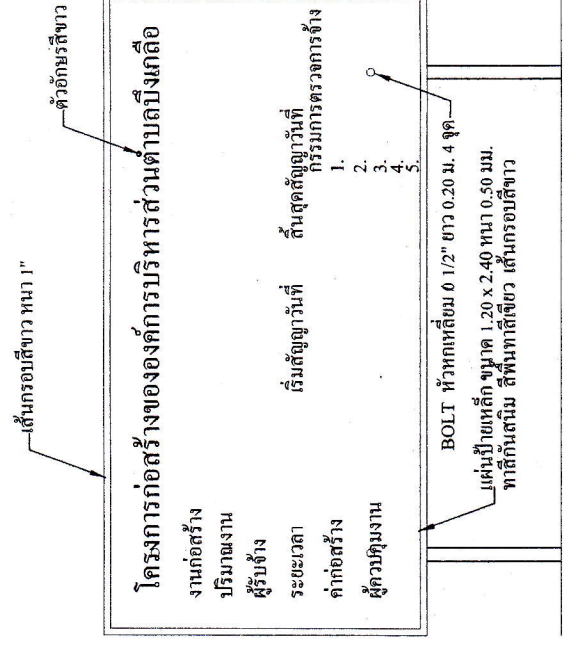 เส้นกรอบสีขาว หนา 1"
ตัวอักษรสีขาว
โครงการก่อสร้างขององค์การบริหารส่วนตำบลบึงเกลือ
งานก่อสร้าง
ปริมาณงาน
ผู้รับจ้าง
ระยะเวลา เริ่มสัญญาวันที่ สิ้นสุดสัญญาวันที่
ค่าก่อสร้าง กรรมการตรวจการจ้าง
ผู้ควบคุมงาน 1.
2.
3.
4.
5.
BOLT หัวหกเหลี่ยม 0 1/2" ยาว 0.20 ม. 4 ชุด
แผ่นป้ายเหล็ก ขนาด 1.20 x 2.40 หนา 0.50 มม.
ทาสีกันสนิม สีพื้นทาสีเขียว เส้นกรอบสีขาว